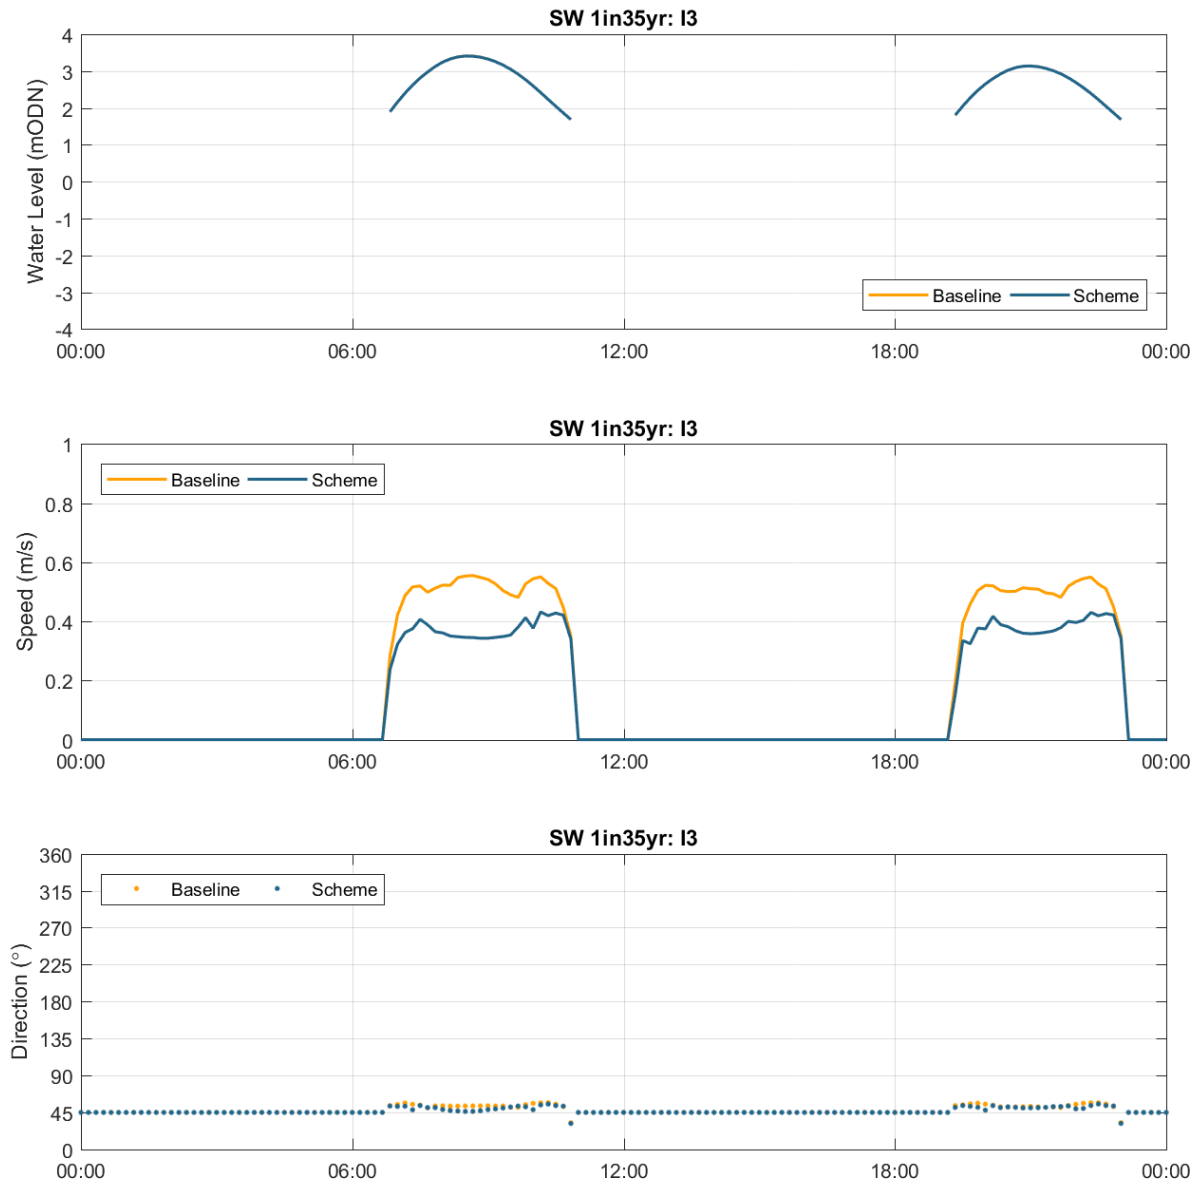 SW 1in35yr: I3
4
3
2
1
0
-1
-2
-3
-4
Water Level (mODN)
Baseline Scheme
00:00 06:00 12:00 18:00 00:00
SW 1in35yr: I3
1
0.8
0.6
0.4
0.2
0
Speed (m/s)
Baseline Scheme
00:00 06:00 12:00 18:00 00:00
SW 1in35yr: I3
360
315
270
225
180
135
90
45
0
Direction (°)
Baseline Scheme
00:00 06:00 12:00 18:00 00:00